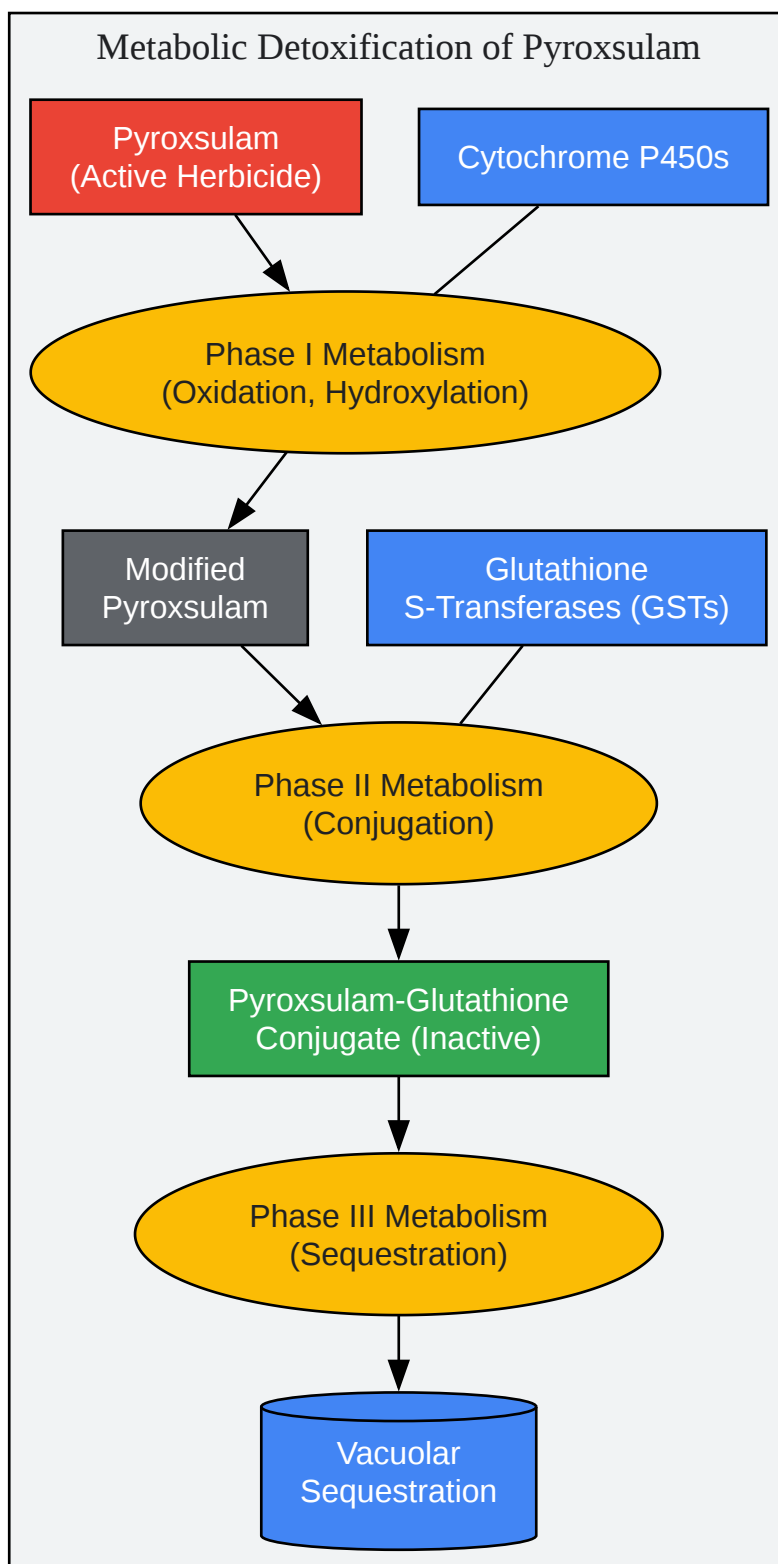 Metabolic Detoxification of Pyroxsulam
Pyroxsulam
(Active Herbicide)
Cytochrome P450s
Phase I Metabolism
(Oxidation, Hydroxylation)
Modified
Pyroxsulam
Glutathione
S-Transferases (GSTs)
Phase II Metabolism
(Conjugation)
Pyroxsulam-Glutathione
Conjugate (Inactive)
Phase III Metabolism
(Sequestration)
Vacuolar
Sequestration